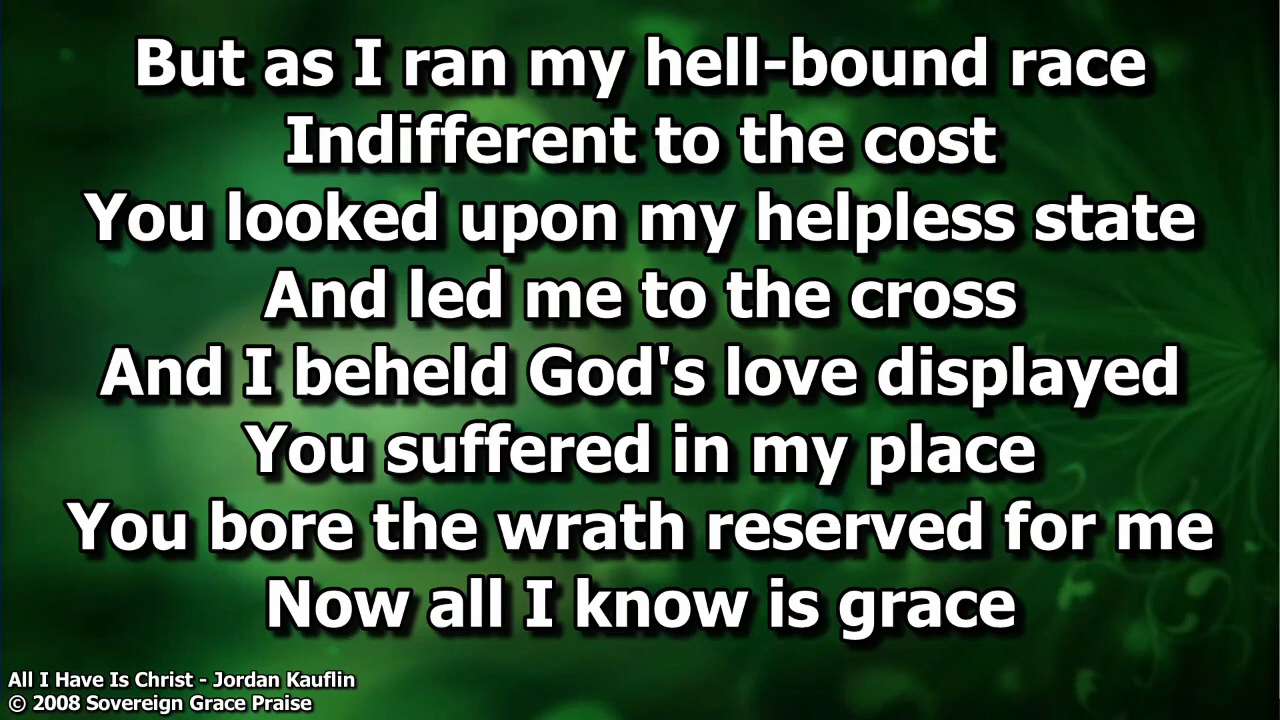 But as I ran my hell-bound race
Indifferent to the cost
You looked upon my helpless state
And led me to the cross
And I beheld God's love displayed
You suffered in my place
You bore the wrath reserved for me
Now all I know is grace
All I Have Is Christ - Jordan Kauflin
© 2008 Sovereign Grace Praise